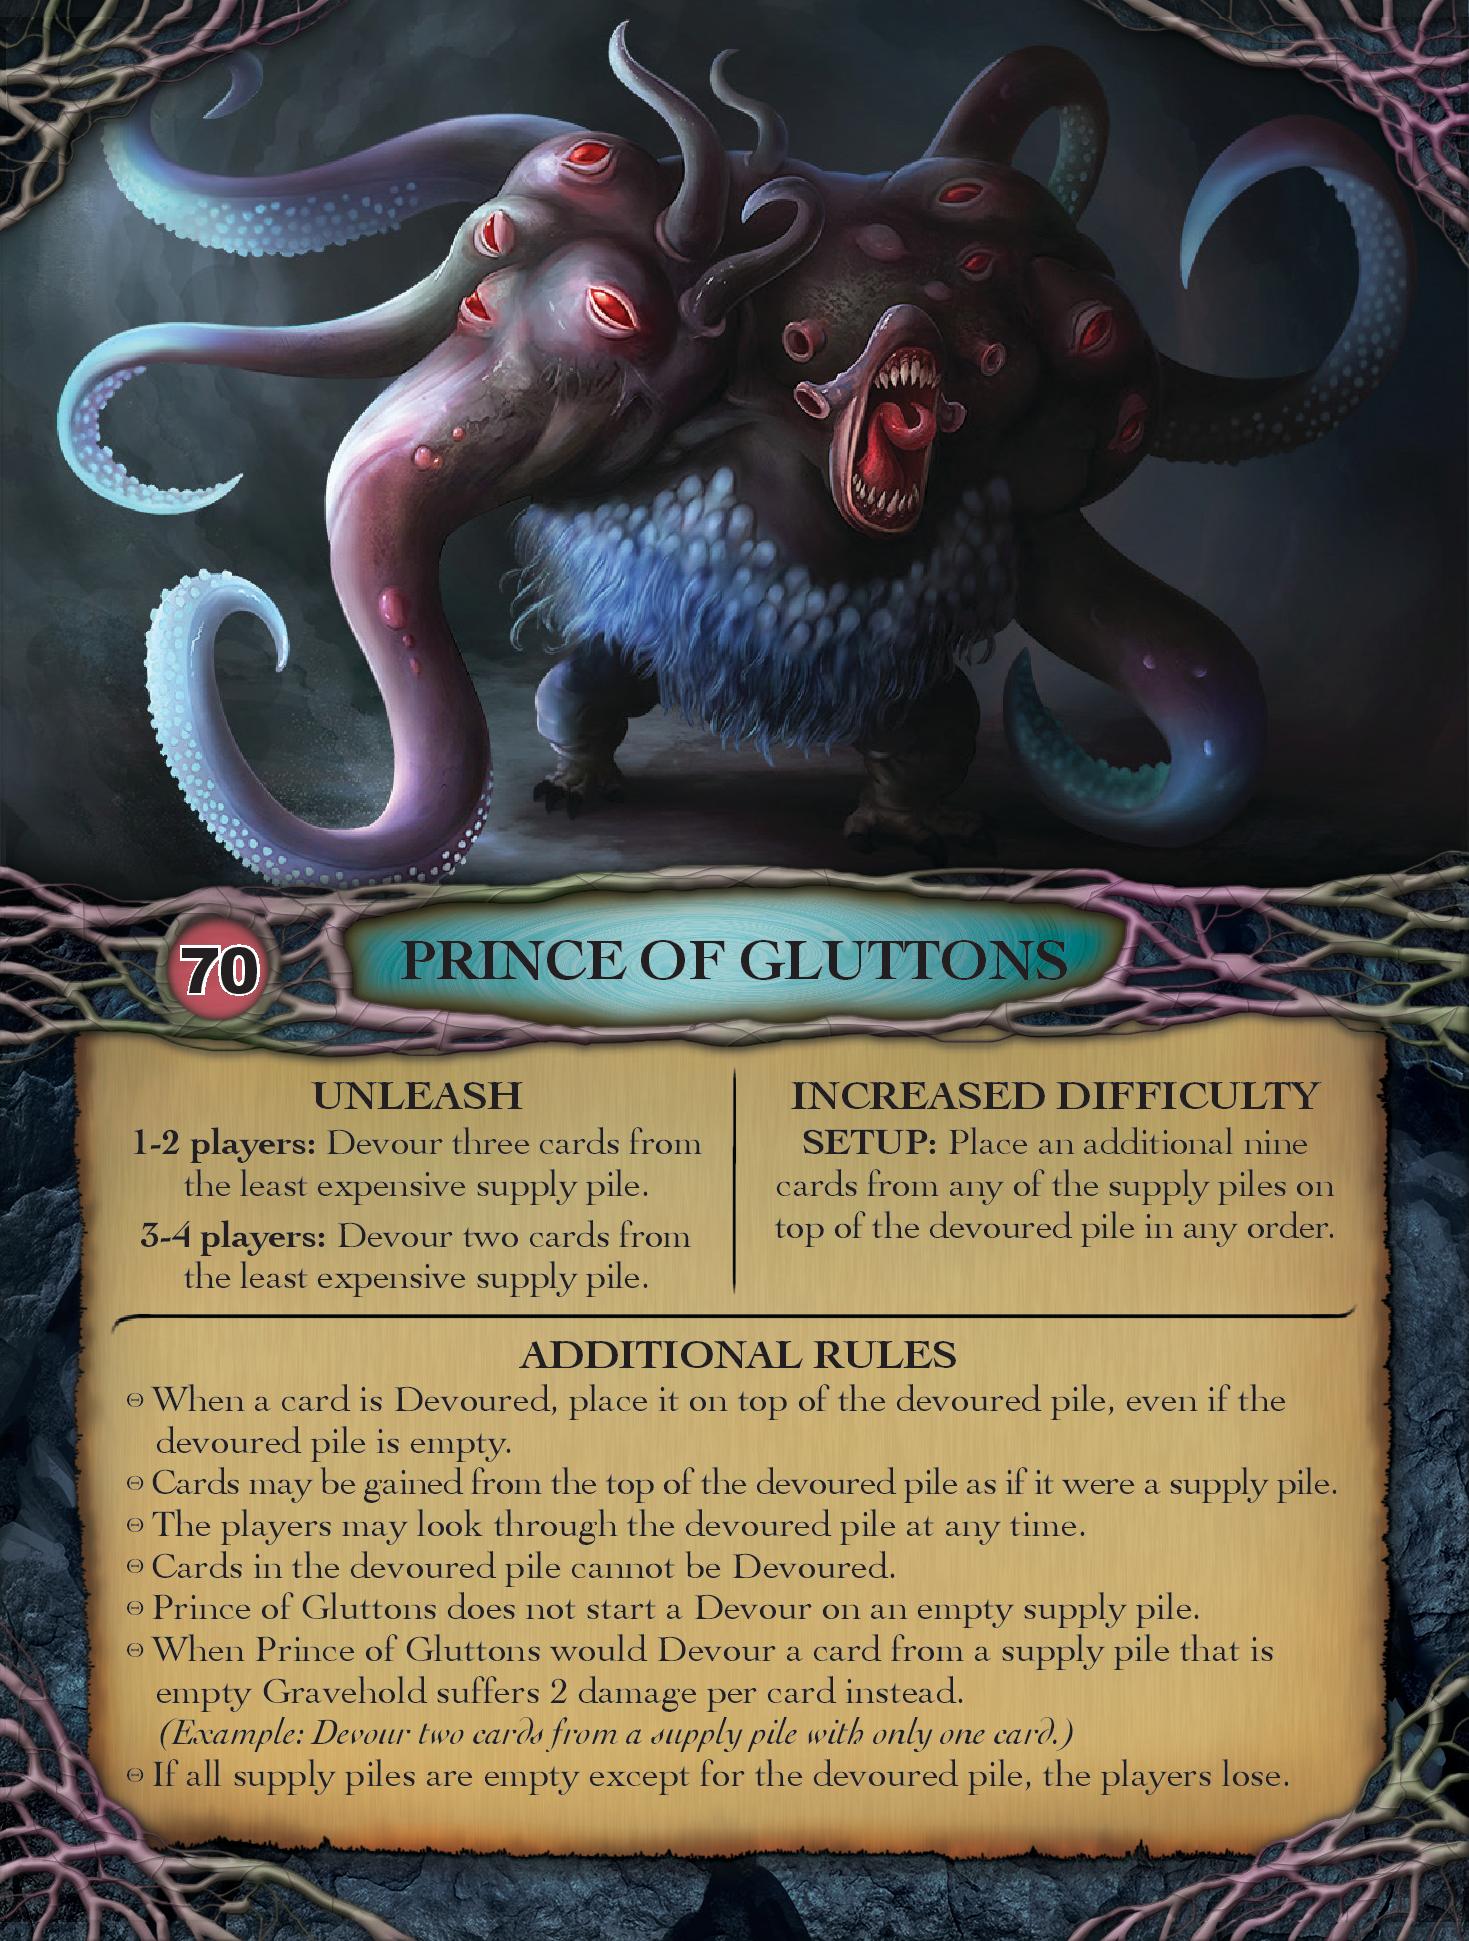 70
PRINCE OF GLUTTONS
UNLEASH
1-2 players: Devour three cards from
the least expensive supply pile.
3-4 players: Devour two cards from
the least expensive supply pile.
INCREASED DIFFICULTY
SETUP: Place an additional nine
cards from any of the supply piles on
top of the devoured pile in any order.
ADDITIONAL RULES
⊖ When a card is Devoured, place it on top of the devoured pile, even if the
devoured pile is empty.
⊖ Cards may be gained from the top of the devoured pile as if it were a supply pile.
⊖ The players may look through the devoured pile at any time.
⊖ Cards in the devoured pile cannot be Devoured.
⊖ Prince of Gluttons does not start a Devour on an empty supply pile.
⊖ When Prince of Gluttons would Devour a card from a supply pile that is
empty Gravehold suffers 2 damage per card instead.
(Example: Devour two cards from a supply pile with only one card.)
⊖ If all supply piles are empty except for the devoured pile, the players lose.